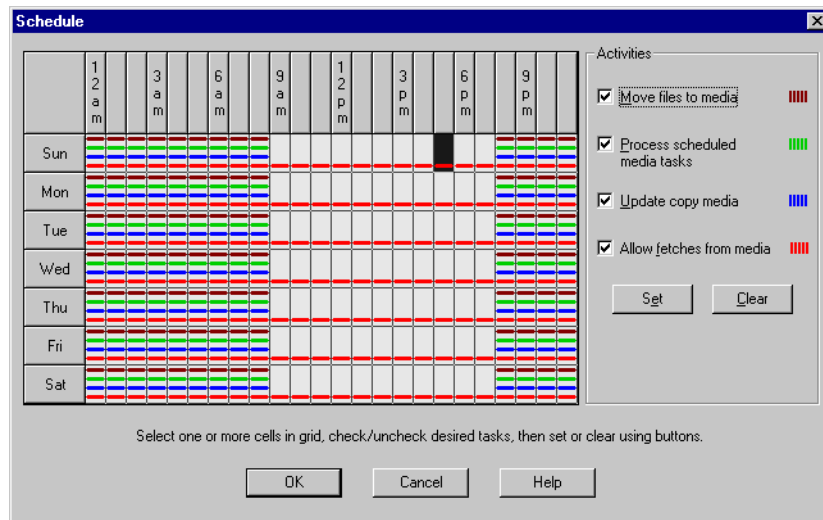 Schedule
12am 3am 6am 9am 12pm 3pm 6pm 9pm
Sun
Mon
Tue
Wed
Thu
Fri
Sat
Activities
Move files to media
Process scheduled
media tasks
Update copy media
Allow fetches from media
Set Clear
Select one or more cells in grid, check/uncheck desired tasks, then set or clear using buttons.
OK Cancel Help